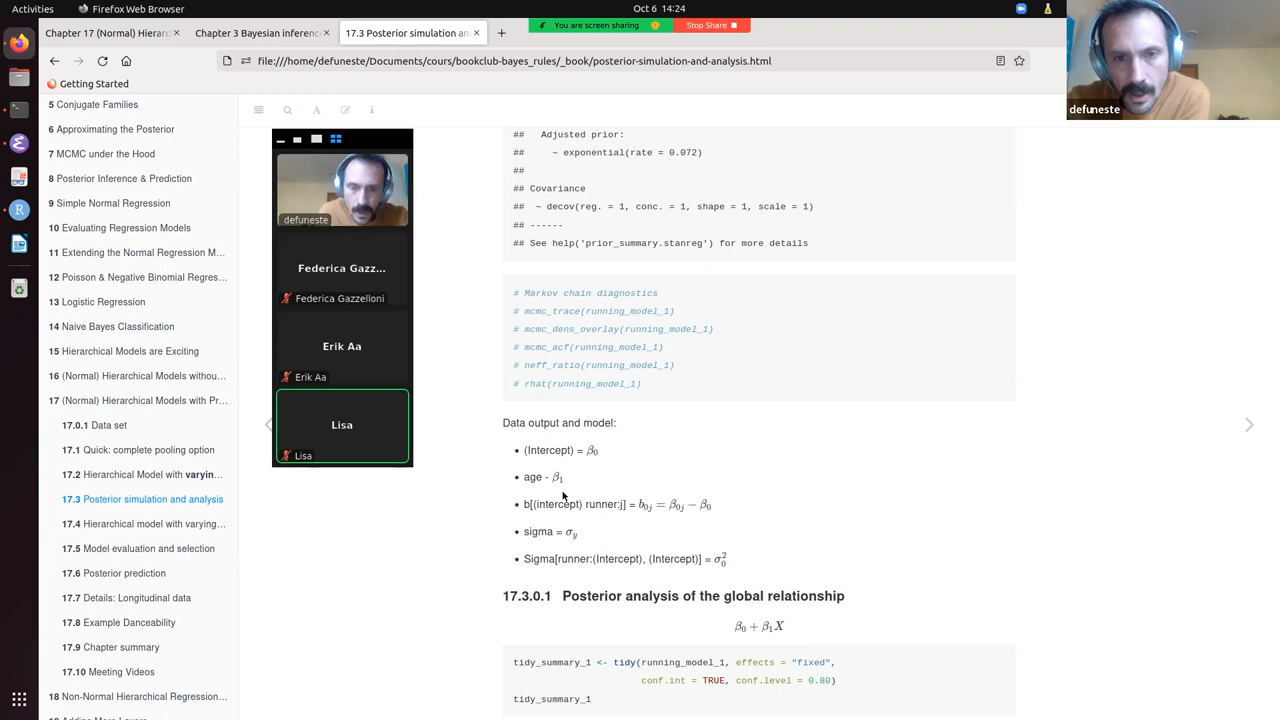 Activities
Firefox Web Browser
Oct 6 14:24
You are screen sharing
Stop Share
Chapter 17 (Normal) Hierarc
Chapter 3 Bayesian inferenc
17.3 Posterior simulation an
file:///home/defuneste/Documents/cours/bookclub-bayes_rules/_book/posterior-simulation-and-analysis.html
Getting Started
defuneste
5 Conjugate Families
6 Approximating the Posterior
7 MCMC under the Hood
8 Posterior Inference & Prediction
9 Simple Normal Regression
10 Evaluating Regression Models
11 Extending the Normal Regression M...
12 Poisson & Negative Binomial Regres...
13 Logistic Regression
14 Naive Bayes Classification
15 Hierarchical Models are Exciting
16 (Normal) Hierarchical Models withou...
17 (Normal) Hierarchical Models with Pr...
17.0.1 Data set
17.1 Quick: complete pooling option
17.2 Hierarchical Model with varyin...
17.3 Posterior simulation and analysis
17.4 Hierarchical model with varying...
17.5 Model evaluation and selection
17.6 Posterior prediction
17.7 Details: Longitudinal data
17.8 Example Danceability
17.9 Chapter summary
17.10 Meeting Videos
18 Non-Normal Hierarchical Regression...
defuneste
Federica Gazz...
Federica Gazzelloni
Erik Aa
Erik Aa
Lisa
Lisa
## Adjusted prior:
## ~ exponential(rate = 0.072)
##
## Covariance
## ~ decov(reg. = 1, conc. = 1, shape = 1, scale = 1)
## ------
## See help('prior_summary.stanreg') for more details
# Markov chain diagnostics
# mcmc_trace(running_model_1)
# mcmc_dens_overlay(running_model_1)
# mcmc_acf(running_model_1)
# neff_ratio(running_model_1)
# rhat(running_model_1)
Data output and model:
• (Intercept) = β₀
• age - β₁
• b[(intercept) runner:j] = b₀ⱼ = β₀ⱼ − β₀
• sigma = σ_y
• Sigma[runner:(Intercept), (Intercept)] = σ₀²
17.3.0.1 Posterior analysis of the global relationship
β₀ + β₁X
tidy_summary_1 <- tidy(running_model_1, effects = "fixed",
conf.int = TRUE, conf.level = 0.80)
tidy_summary_1